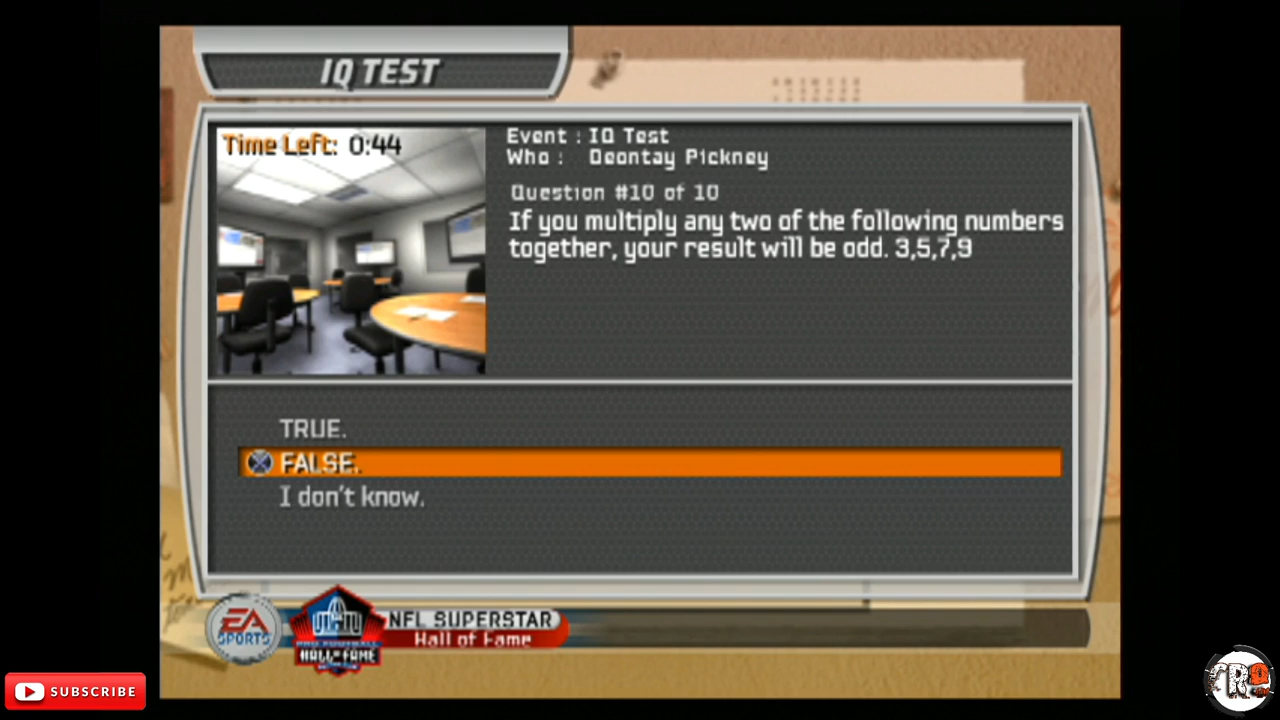 IQ TEST
Time Left: 0:44
Event : IQ Test
Who : Deontay Pickney
Question #10 of 10
If you multiply any two of the following numbers
together, your result will be odd. 3,5,7,9
TRUE.
FALSE.
I don't know.
EA
SPORTS
PRO FOOTBALL
HALL OF FAME
NFL SUPERSTAR
Hall of Fame
SUBSCRIBE